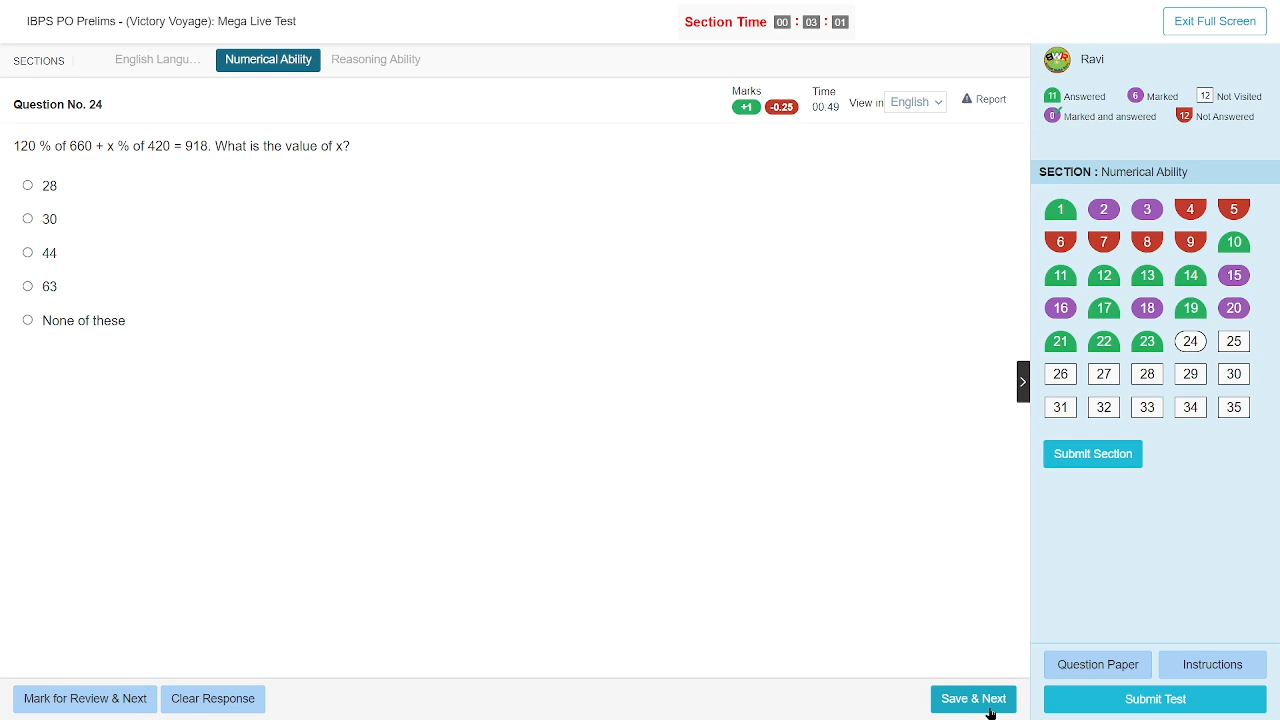 IBPS PO Prelims - (Victory Voyage): Mega Live Test
Section Time 00 : 03 : 01
Exit Full Screen
SECTIONS
English Langu...
Numerical Ability
Reasoning Ability
Ravi
Question No. 24
Marks
+1 -0.25
Time
00:49
View in English
Report
11 Answered
6 Marked
12 Not Visited
0 Marked and answered
12 Not Answered
120 % of 660 + x % of 420 = 918. What is the value of x?
28
30
44
63
None of these
SECTION : Numerical Ability
1 2 3 4 5
6 7 8 9 10
11 12 13 14 15
16 17 18 19 20
21 22 23 24 25
26 27 28 29 30
31 32 33 34 35
Submit Section
Question Paper
Instructions
Mark for Review & Next
Clear Response
Save & Next
Submit Test